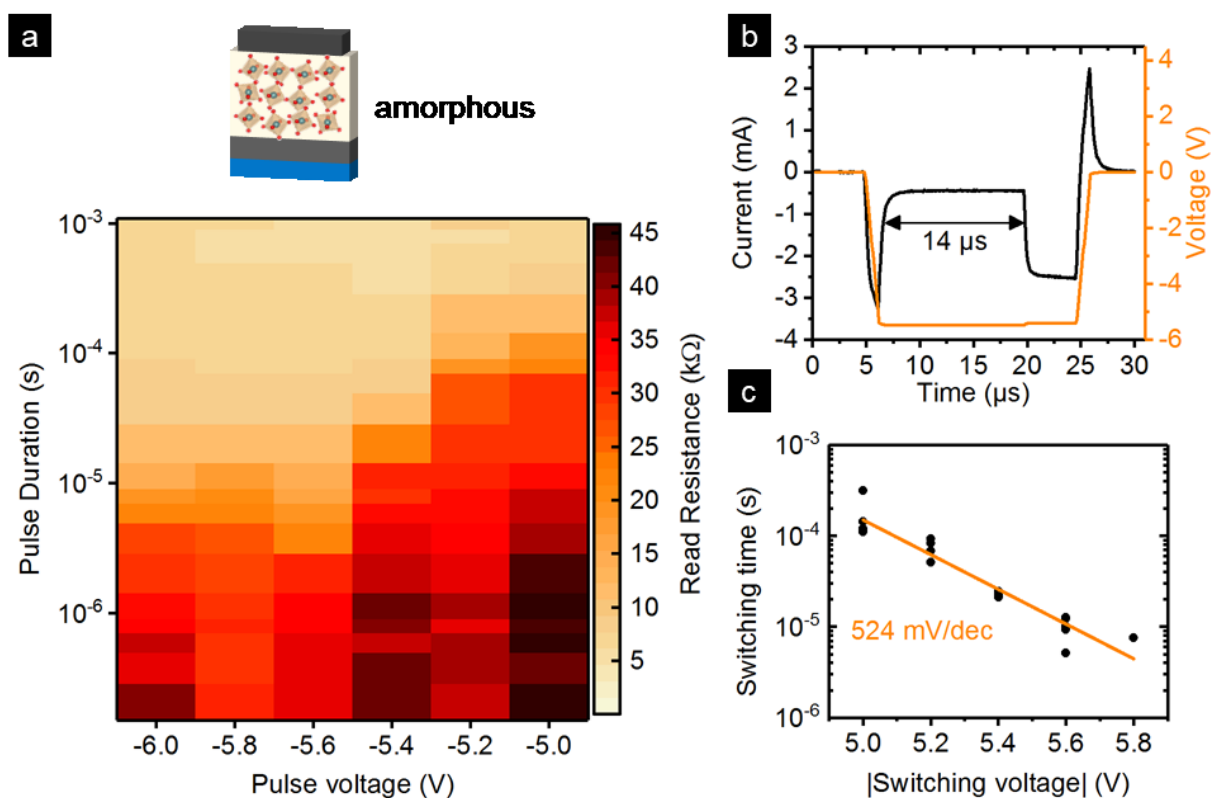 a
amorphous
10⁻³
10⁻⁴
10⁻⁵
10⁻⁶
Pulse Duration (s)
-6.0 -5.8 -5.6 -5.4 -5.2 -5.0
Pulse voltage (V)
45
40
35
30
25
20
15
10
5
Read Resistance (kΩ)
b
3
2
1
0
-1
-2
-3
-4
Current (mA)
14 µs
4
2
0
-2
-4
-6
Voltage (V)
0 5 10 15 20 25 30
Time (µs)
c
10⁻³
10⁻⁴
10⁻⁵
10⁻⁶
Switching time (s)
524 mV/dec
5.0 5.2 5.4 5.6 5.8
|Switching voltage| (V)